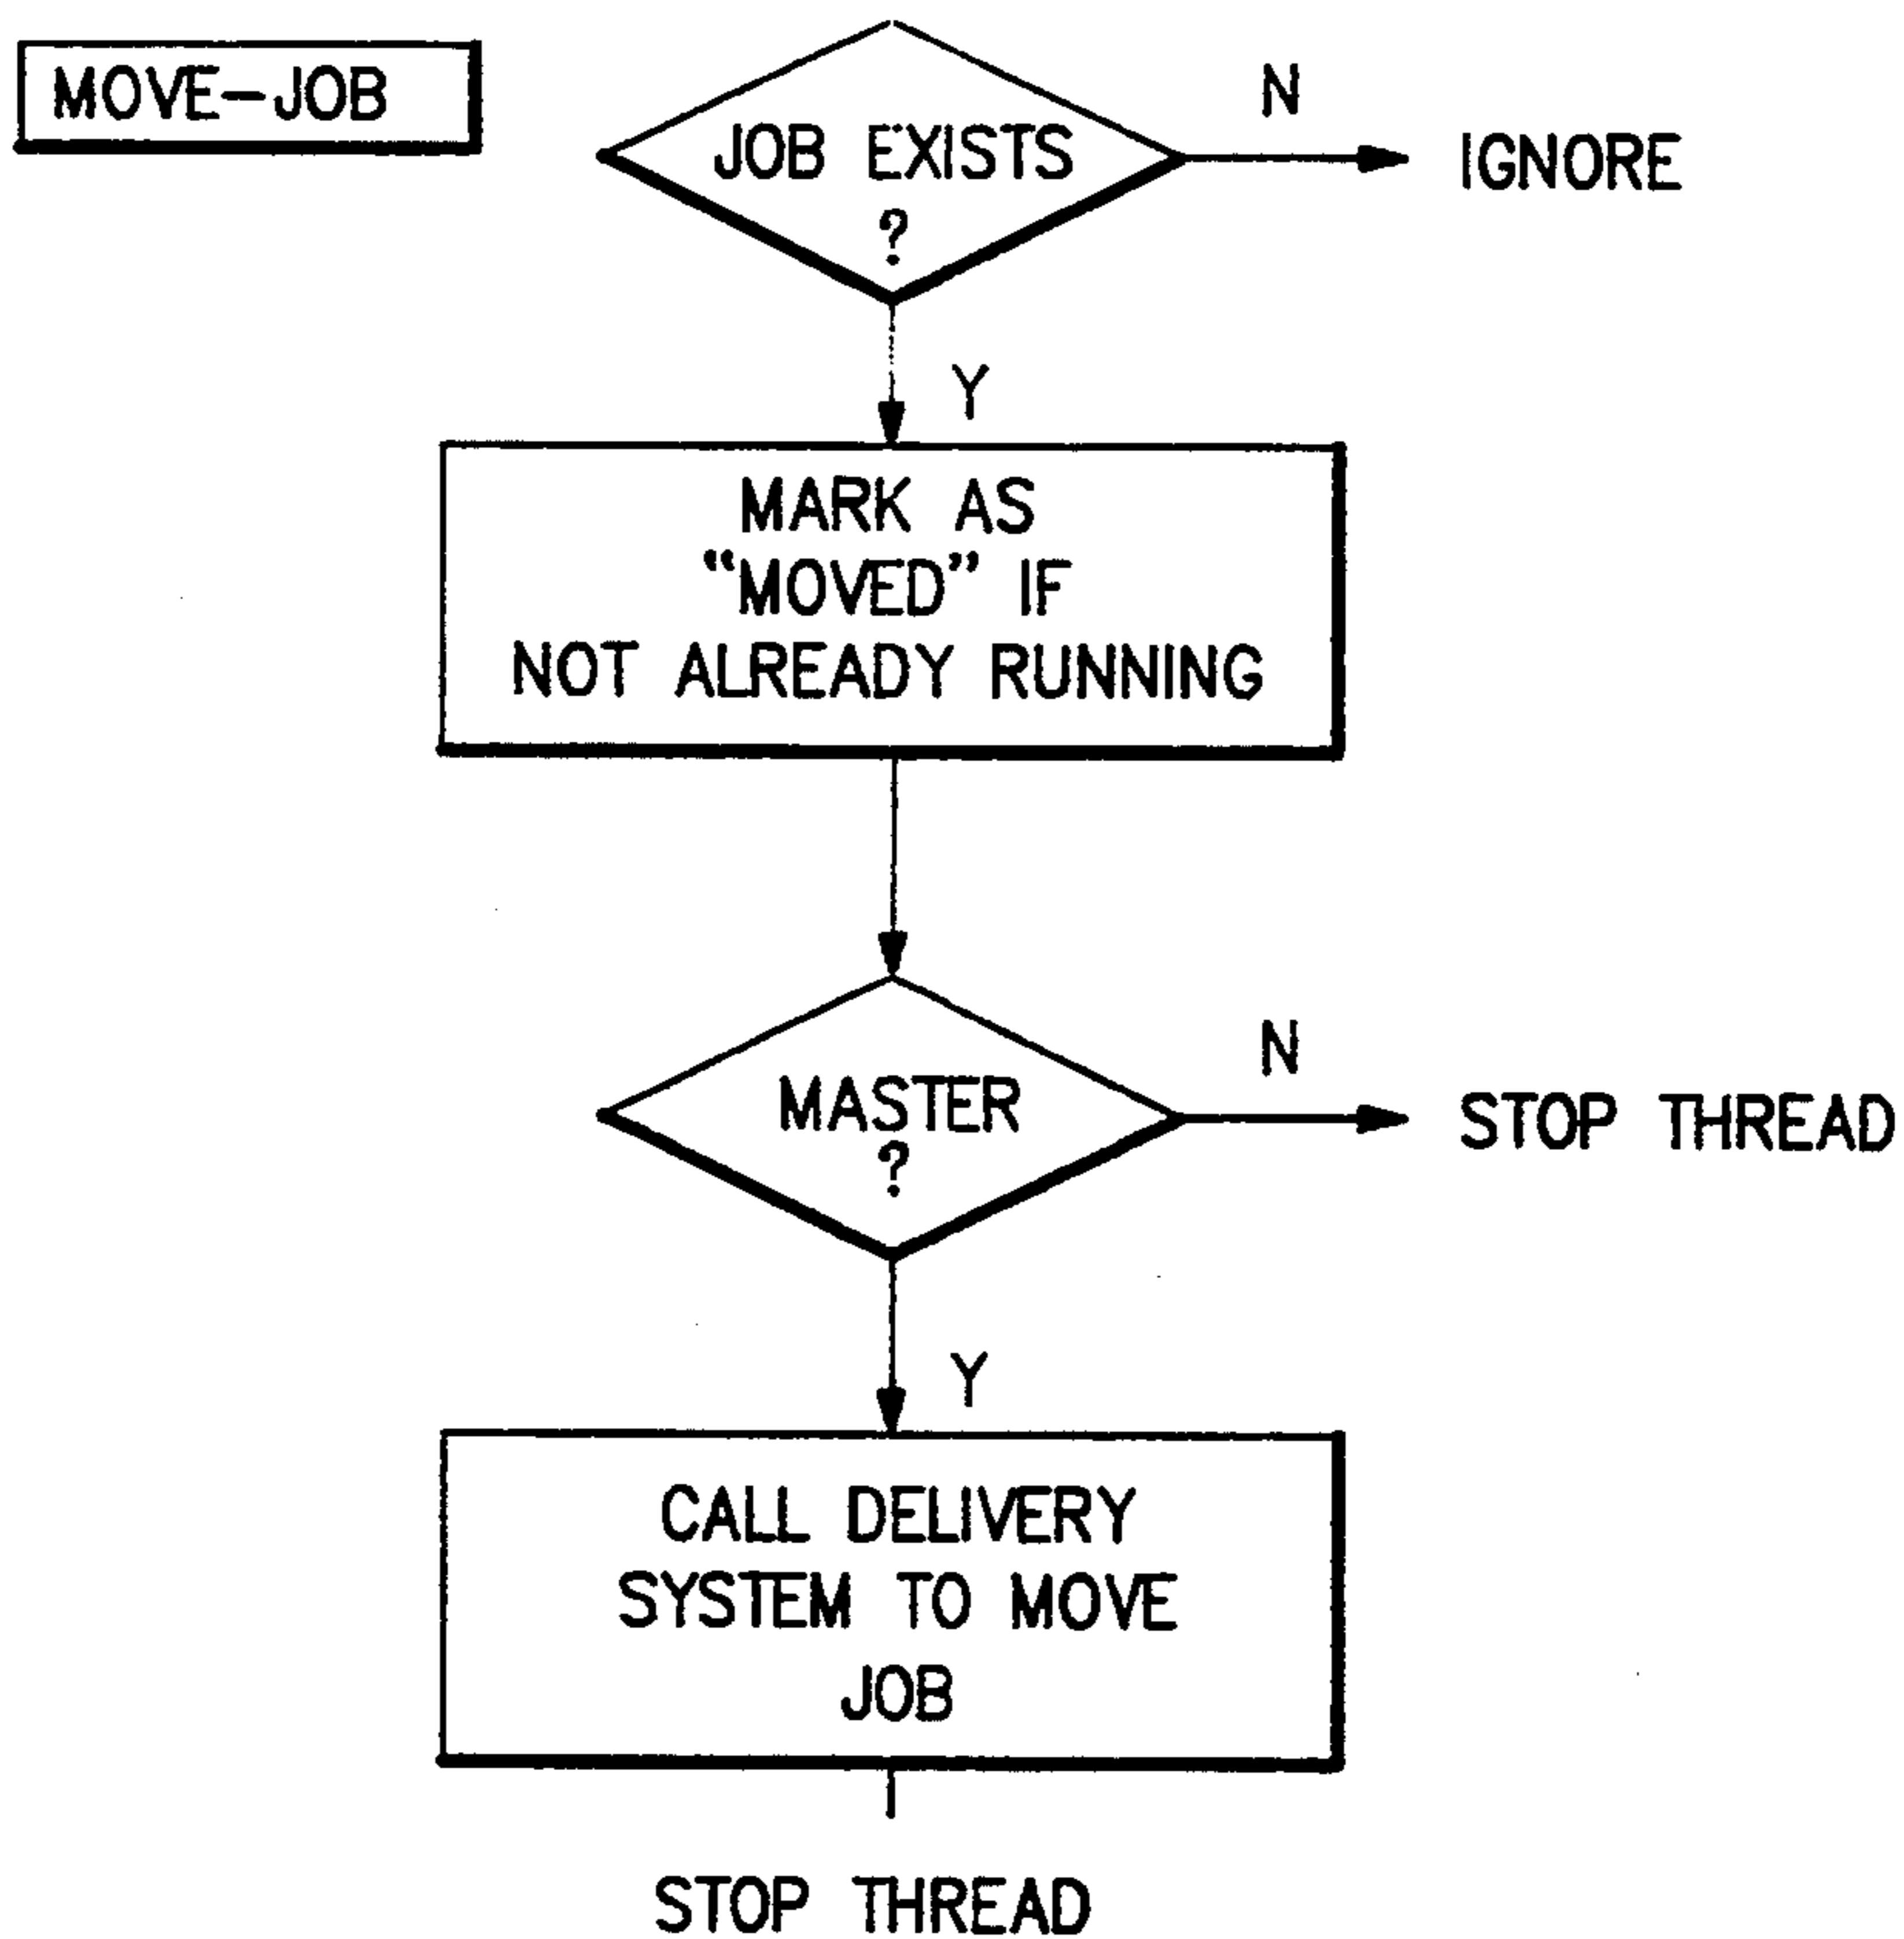 MOVE-JOB
JOB EXISTS
?
N
IGNORE
Y
MARK AS
“MOVED” IF
NOT ALREADY RUNNING
MASTER
?
N
STOP THREAD
Y
CALL DELIVERY
SYSTEM TO MOVE
JOB
STOP THREAD